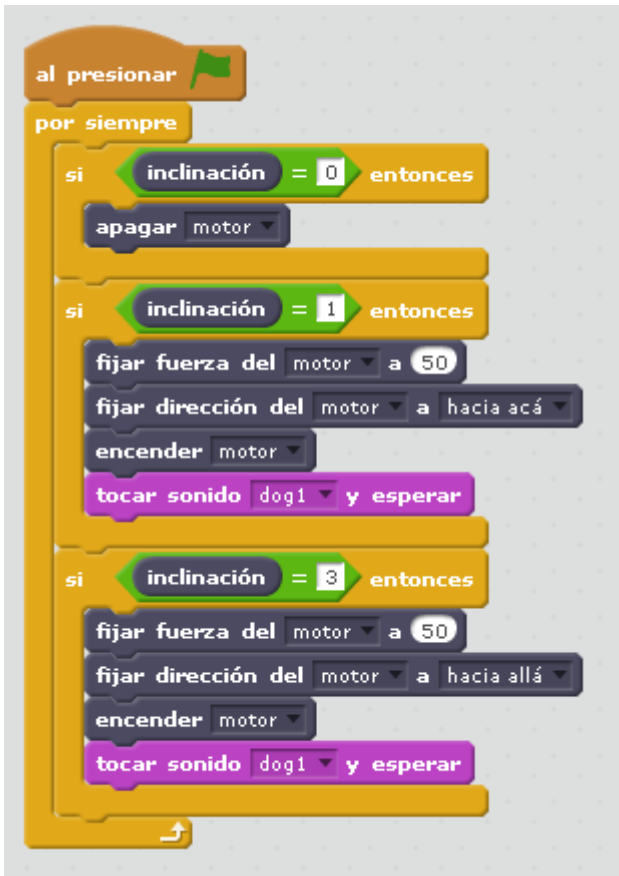 al presionar
por siempre
si inclinación = 0 entonces
apagar motor
si inclinación = 1 entonces
fijar fuerza del motor a 50
fijar dirección del motor a hacia acá
encender motor
tocar sonido dog1 y esperar
si inclinación = 3 entonces
fijar fuerza del motor a 50
fijar dirección del motor a hacia allá
encender motor
tocar sonido dog1 y esperar